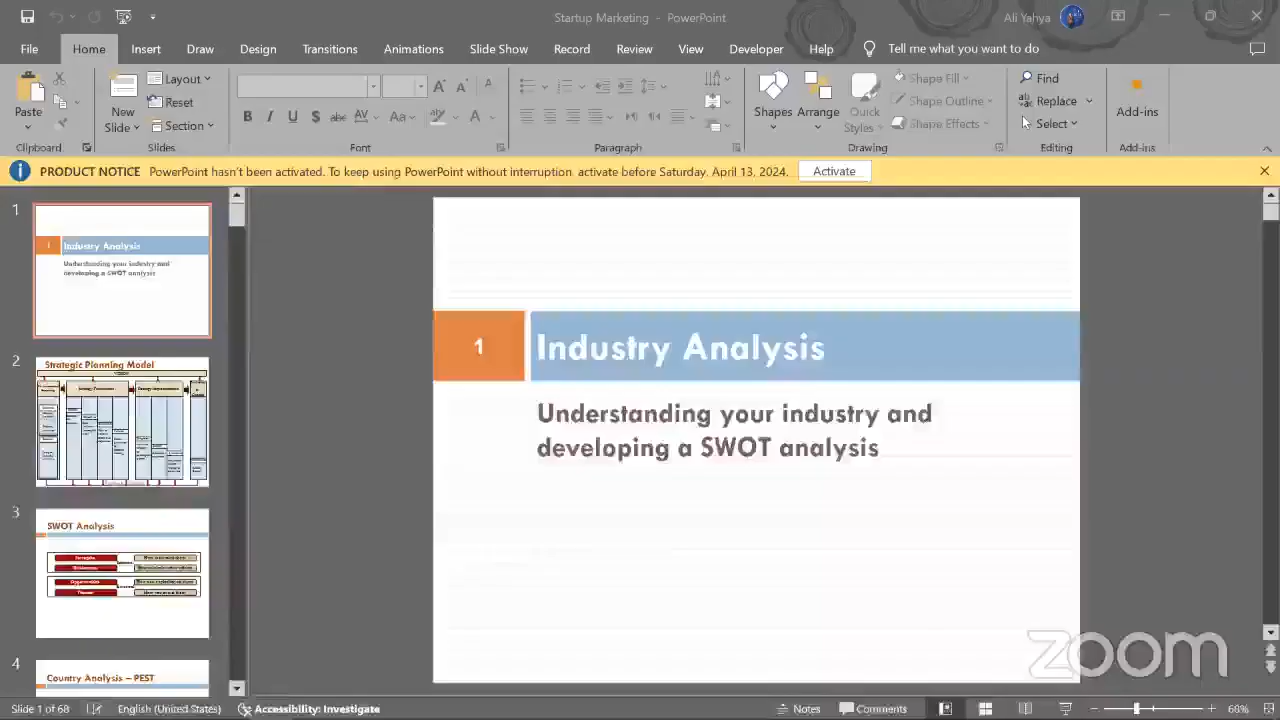 Startup Marketing - PowerPoint
Ali Yahya
File Home Insert Draw Design Transitions Animations Slide Show Record Review View Developer Help Tell me what you want to do
Paste
Clipboard
New Slide
Layout
Reset
Section
Slides
B I U S abc AV Aa A
Font
Paragraph
Shapes
Arrange
Quick Styles
Shape Fill
Shape Outline
Shape Effects
Drawing
Find
Replace
Select
Editing
Add-ins
Add-ins
PRODUCT NOTICE PowerPoint hasn't been activated. To keep using PowerPoint without interruption, activate before Saturday, April 13, 2024. Activate
1
1 Industry Analysis
Understanding your industry and
developing a SWOT analysis
2
Strategic Planning Model
3
SWOT Analysis
4
Country Analysis – PEST
1 Industry Analysis
Understanding your industry and
developing a SWOT analysis
zoom
Slide 1 of 68 English (United States) Accessibility: Investigate Notes Comments 68%